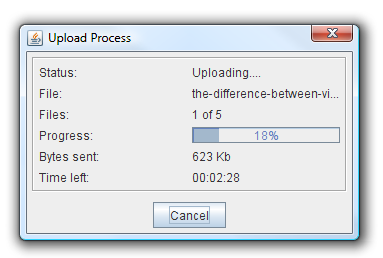 Upload Process
Status: Uploading....
File: the-difference-between-vi...
Files: 1 of 5
Progress: 18%
Bytes sent: 623 Kb
Time left: 00:02:28
Cancel